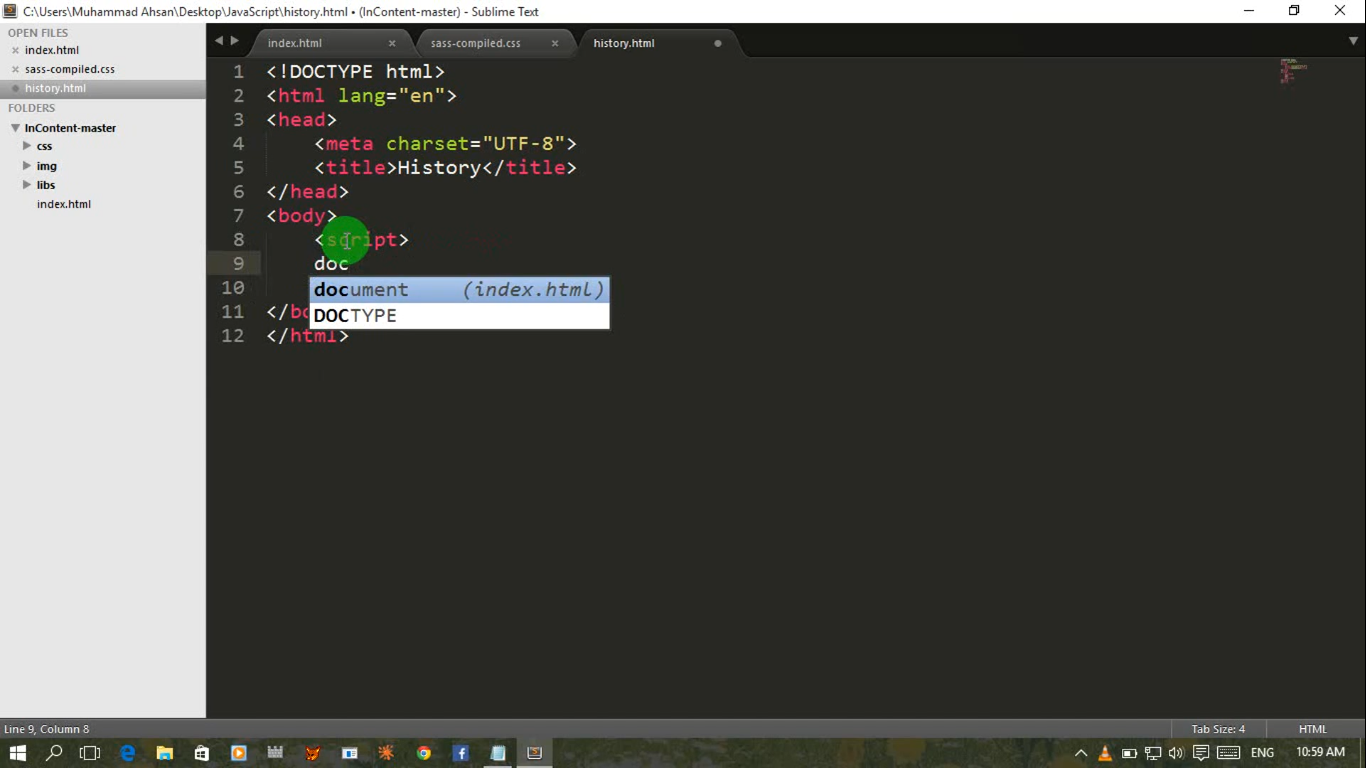 C:\Users\Muhammad Ahsan\Desktop\JavaScript\history.html • (InContent-master) - Sublime Text
OPEN FILES
index.html
sass-compiled.css
history.html
FOLDERS
InContent-master
css
img
libs
index.html
index.html
sass-compiled.css
history.html
1 <!DOCTYPE html>
2 <html lang="en">
3 <head>
4 <meta charset="UTF-8">
5 <title>History</title>
6 </head>
7 <body>
8 <script>
9 doc
document (index.html)
DOCTYPE
10
11 </bo
12 </html>
Line 9, Column 8
Tab Size: 4
HTML
ENG
10:59 AM